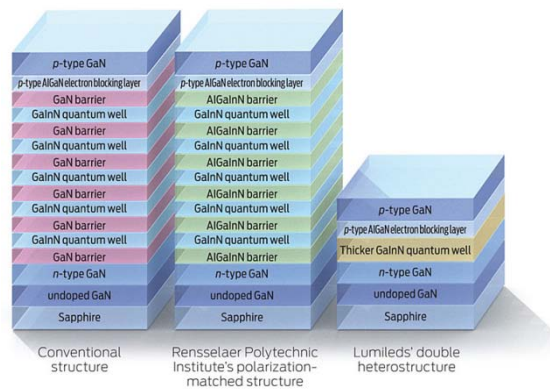 p-type GaN
p-type AlGaN electron blocking layer
GaN barrier
GaInN quantum well
GaN barrier
GaInN quantum well
GaN barrier
GaInN quantum well
GaN barrier
GaInN quantum well
GaN barrier
GaInN quantum well
GaN barrier
n-type GaN
undoped GaN
Sapphire
Conventional
structure
p-type GaN
p-type AlGaN electron blocking layer
AlGaInN barrier
GaInN quantum well
AlGaInN barrier
GaInN quantum well
AlGaInN barrier
GaInN quantum well
AlGaInN barrier
GaInN quantum well
AlGaInN barrier
GaInN quantum well
AlGaInN barrier
n-type GaN
undoped GaN
Sapphire
Rensselaer Polytechnic
Institute's polarization-
matched structure
p-type GaN
p-type AlGaN electron blocking layer
Thicker GaInN quantum well
n-type GaN
undoped GaN
Sapphire
Lumileds' double
heterostructure